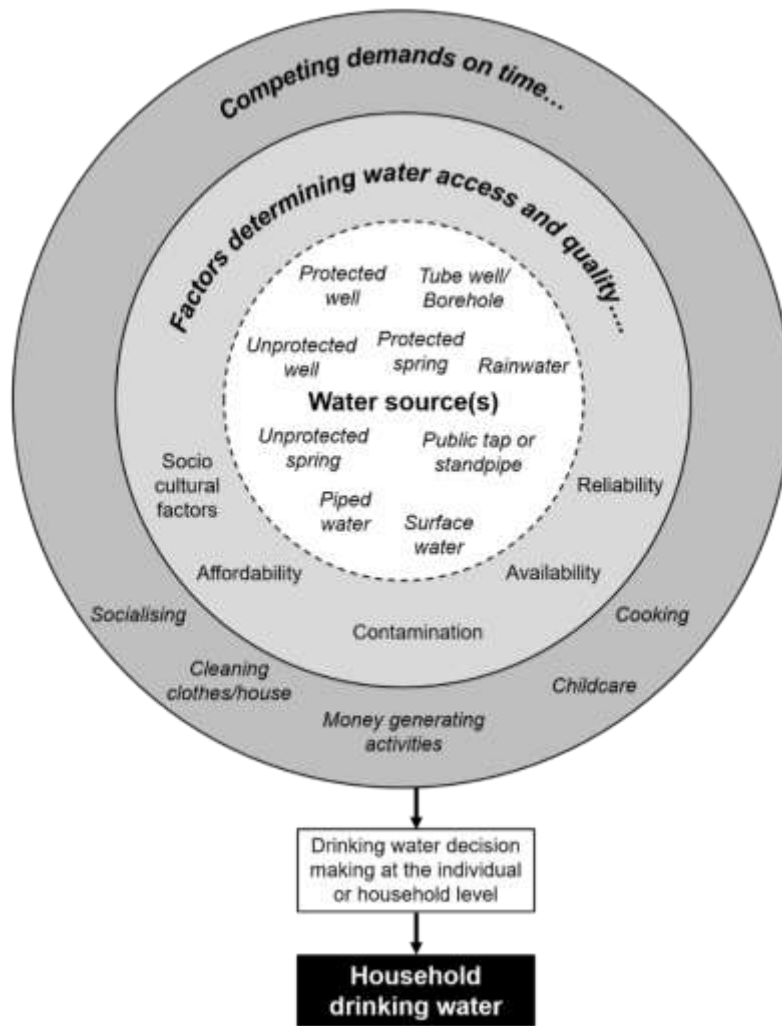 Competing demands on time...
Factors determining water access and quality....
Protected
well
Tube well/
Borehole
Unprotected
well
Protected
spring
Rainwater
Water source(s)
Unprotected
spring
Public tap or
standpipe
Piped
water
Surface
water
Socio
cultural
factors
Reliability
Affordability
Availability
Contamination
Socialising
Cooking
Cleaning
clothes/house
Childcare
Money generating
activities
Drinking water decision
making at the individual
or household level
Household
drinking water